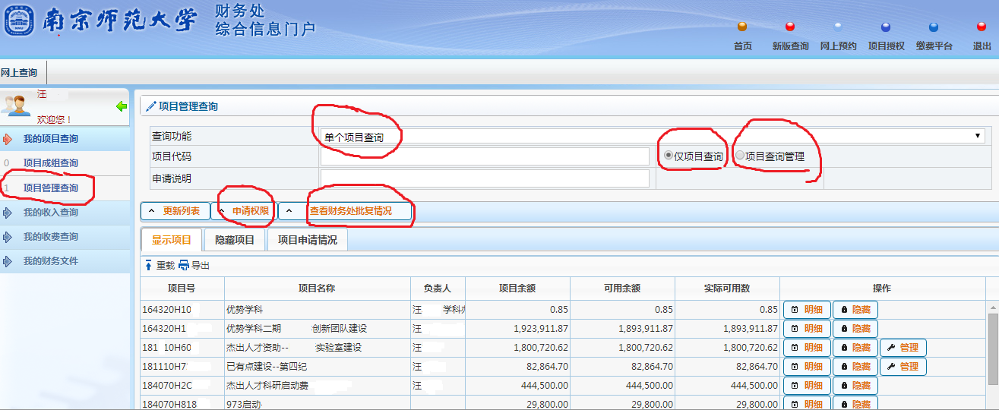 南京师范大学
财务处
综合信息门户
首页 新版查询 网上预约 项目授权 缴费平台 退出
网上查询
汪
欢迎您！
我的项目查询
0 项目成组查询
1 项目管理查询
我的收入查询
我的收费查询
我的财务文件
项目管理查询
查询功能 单个项目查询
项目代码 仅项目查询 项目查询管理
申请说明
更新列表 申请权限 查看财务处批复情况
显示项目 隐藏项目 项目申请情况
重载 导出
项目号 项目名称 负责人 项目余额 可用余额 实际可用数 操作
164320H10 优势学科 汪 学科办 0.85 0.85 0.85 明细 隐藏
164320H1 优势学科二期 创新团队建设 汪 1,923,911.87 1,893,911.87 1,893,911.87 明细 隐藏
181 10H60 杰出人才资助-- 实验室建设 汪 1,800,720.62 1,800,720.62 1,800,720.62 明细 隐藏 管理
181110H7 已有点建设--第四纪 汪 82,864.70 82,864.70 82,864.70 明细 隐藏 管理
184070H2C 杰出人才科研启动费 汪 444,500.00 444,500.00 444,500.00 明细 隐藏
184070H818 973启动 29,800.00 29,800.00 29,800.00 明细 隐藏